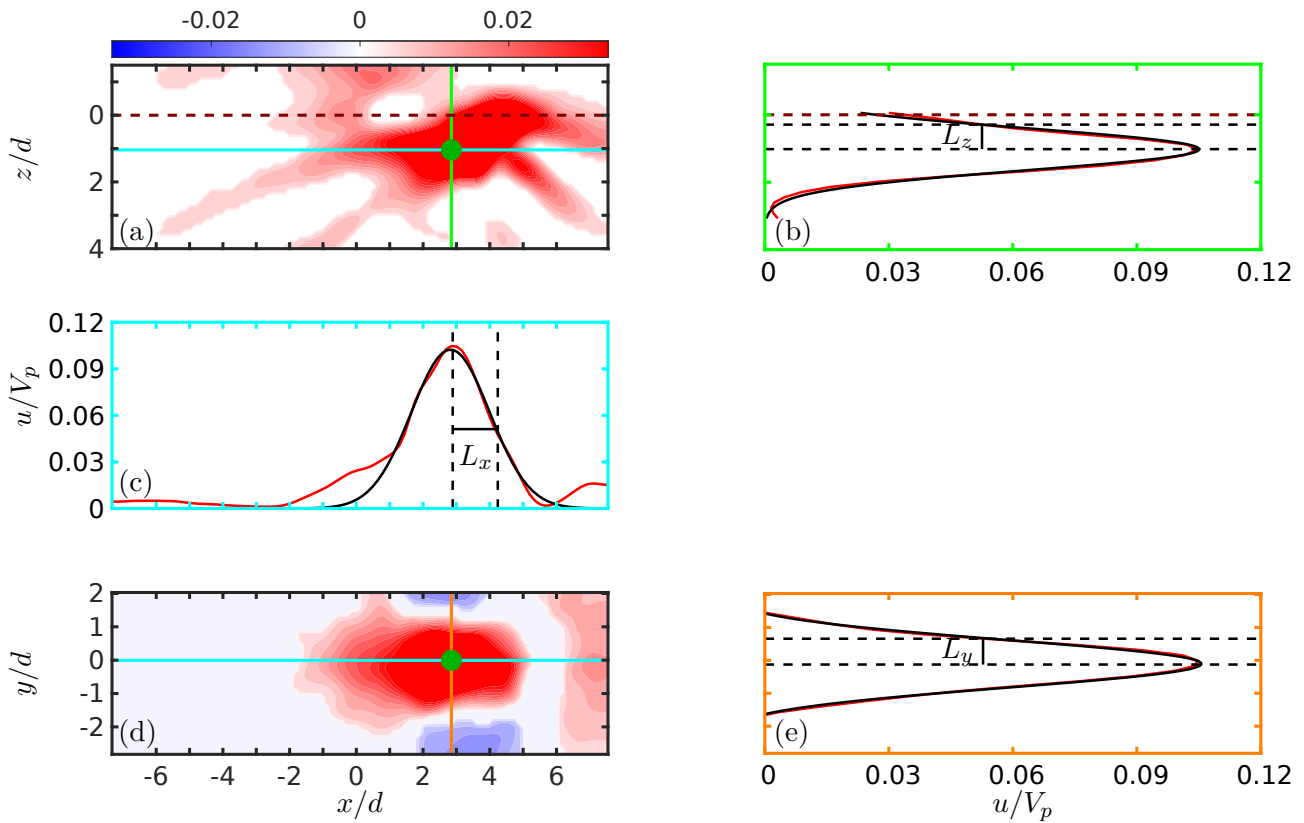 -0.02 0 0.02
z/d
0
2
4
(a)
L_z
(b)
0 0.03 0.06 0.09 0.12
u/V_p
0.12
0.09
0.06
0.03
0
L_x
(c)
y/d
2
1
0
-1
-2
(d)
-6 -4 -2 0 2 4 6
x/d
L_y
(e)
0 0.03 0.06 0.09 0.12
u/V_p